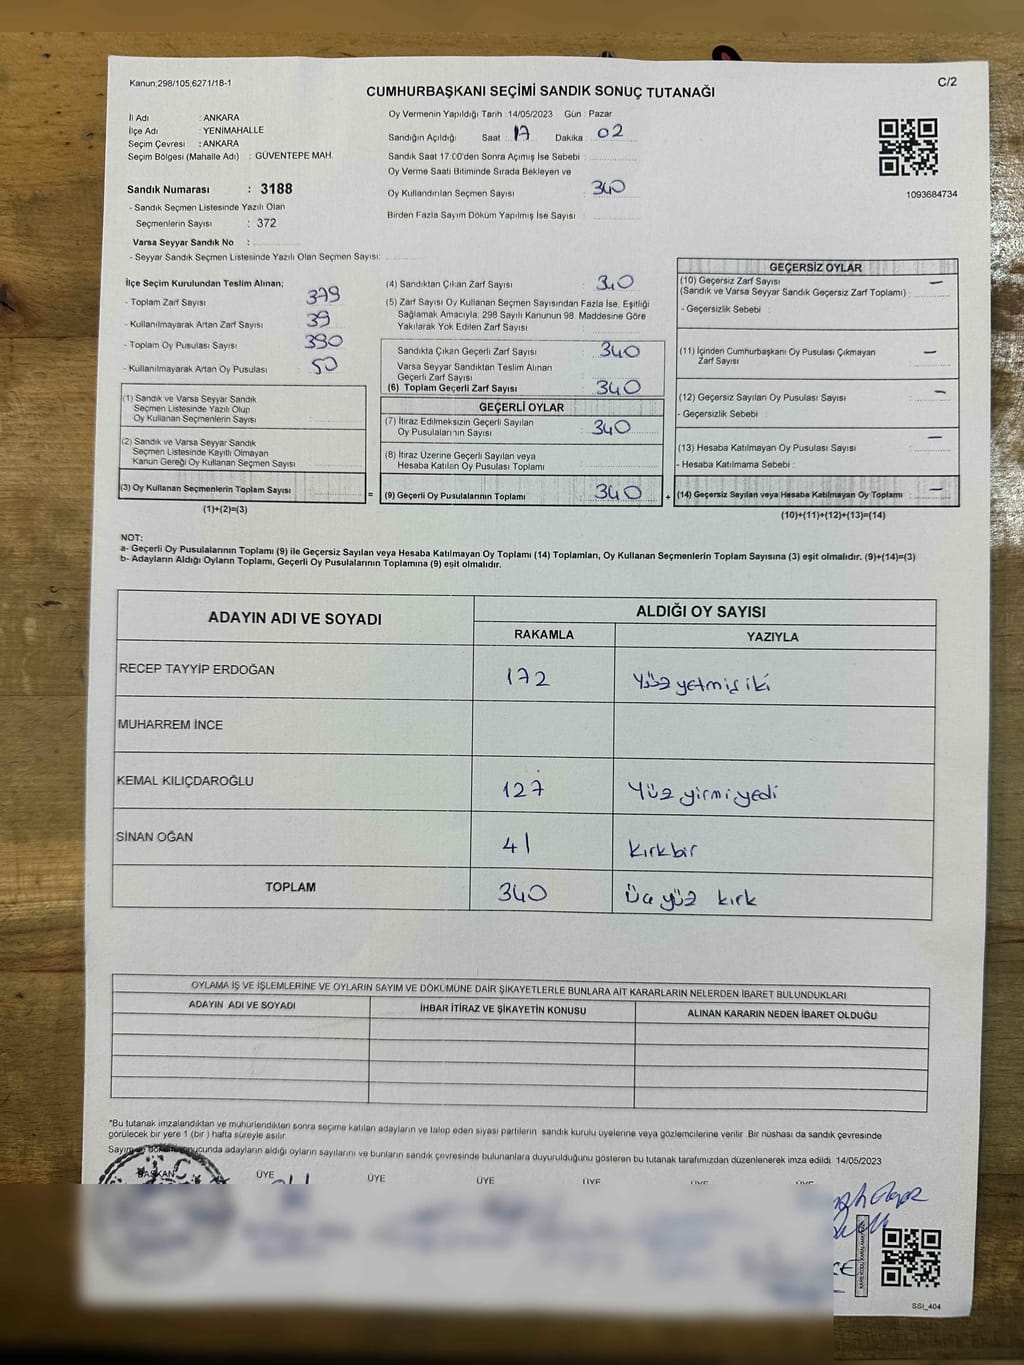 Kanun,298/105,6271/18-1
C/2
CUMHURBAŞKANI SEÇİMİ SANDIK SONUÇ TUTANAĞI
İl Adı : ANKARA
İlçe Adı : YENİMAHALLE
Seçim Çevresi : ANKARA
Seçim Bölgesi (Mahalle Adı) : GÜVENTEPE MAH.
Sandık Numarası : 3188
- Sandık Seçmen Listesinde Yazılı Olan
Seçmenlerin Sayısı : 372
Varsa Seyyar Sandık No :
- Seyyar Sandık Seçmen Listesinde Yazılı Olan Seçmen Sayısı:
Oy Vermenin Yapıldığı Tarih : 14/05/2023 Gün : Pazar
Sandığın Açıldığı Saat : 17 Dakika : 02
Sandık Saat 17:00'den Sonra Açılmış İse Sebebi :
Oy Verme Saati Bitiminde Sırada Bekleyen ve
Oy Kullandırılan Seçmen Sayısı : 340
Birden Fazla Sayım Döküm Yapılmış İse Sayısı :
1093684734
İlçe Seçim Kurulundan Teslim Alınan;
- Toplam Zarf Sayısı : 379
- Kullanılmayarak Artan Zarf Sayısı : 39
- Toplam Oy Pusulası Sayısı : 390
- Kullanılmayarak Artan Oy Pusulası : 50
(1) Sandık ve Varsa Seyyar Sandık
Seçmen Listesinde Yazılı Olup
Oy Kullanan Seçmenlerin Sayısı :
(2) Sandık ve Varsa Seyyar Sandık
Seçmen Listesinde Kayıtlı Olmayan
Kanun Gereği Oy Kullanan Seçmen Sayısı :
(3) Oy Kullanan Seçmenlerin Toplam Sayısı :
(1)+(2)=(3)
(4) Sandıktan Çıkan Zarf Sayısı : 340
(5) Zarf Sayısı Oy Kullanan Seçmen Sayısından Fazla İse, Eşitliği
Sağlamak Amacıyla; 298 Sayılı Kanunun 98. Maddesine Göre
Yakılarak Yok Edilen Zarf Sayısı :
Sandıkta Çıkan Geçerli Zarf Sayısı : 340
Varsa Seyyar Sandıktan Teslim Alınan
Geçerli Zarf Sayısı :
(6) Toplam Geçerli Zarf Sayısı : 340
GEÇERLİ OYLAR
(7) İtiraz Edilmeksizin Geçerli Sayılan
Oy Pusulalarının Sayısı : 340
(8) İtiraz Üzerine Geçerli Sayılan veya
Hesaba Katılan Oy Pusulası Toplamı :
= (9) Geçerli Oy Pusulalarının Toplamı : 340
GEÇERSİZ OYLAR
(10) Geçersiz Zarf Sayısı
(Sandık ve Varsa Seyyar Sandık Geçersiz Zarf Toplamı) : —
- Geçersizlik Sebebi :
(11) İçinden Cumhurbaşkanı Oy Pusulası Çıkmayan
Zarf Sayısı : —
(12) Geçersiz Sayılan Oy Pusulası Sayısı : —
- Geçersizlik Sebebi :
(13) Hesaba Katılmayan Oy Pusulası Sayısı : —
- Hesaba Katılmama Sebebi :
+ (14) Geçersiz Sayılan veya Hesaba Katılmayan Oy Toplamı : —
(10)+(11)+(12)+(13)=(14)
NOT:
a- Geçerli Oy Pusulalarının Toplamı (9) ile Geçersiz Sayılan veya Hesaba Katılmayan Oy Toplamı (14) Toplamları, Oy Kullanan Seçmenlerin Toplam Sayısına (3) eşit olmalıdır. (9)+(14)=(3)
b- Adayların Aldığı Oyların Toplamı, Geçerli Oy Pusulalarının Toplamına (9) eşit olmalıdır.
ADAYIN ADI VE SOYADI
ALDIĞI OY SAYISI
RAKAMLA YAZIYLA
RECEP TAYYİP ERDOĞAN 172 Yüz yetmiş iki
MUHARREM İNCE
KEMAL KILIÇDAROĞLU 127 Yüz yirmi yedi
SİNAN OĞAN 41 kırkbir
TOPLAM 340 Üç yüz kırk
OYLAMA İŞ VE İŞLEMLERİNE VE OYLARIN SAYIM VE DÖKÜMÜNE DAİR ŞİKAYETLERLE BUNLARA AİT KARARLARIN NELERDEN İBARET BULUNDUKLARI
ADAYIN ADI VE SOYADI İHBAR İTİRAZ VE ŞİKAYETİN KONUSU ALINAN KARARIN NEDEN İBARET OLDUĞU
*Bu tutanak imzalandıktan ve mühürlendikten sonra seçime katılan adayların ve talep eden siyasi partilerin sandık kurulu üyelerine veya gözlemcilerine verilir. Bir nüshası da sandık çevresinde
görülecek bir yere 1 (bir ) hafta süreyle asılır.
Sayım ve sonucunda adayların aldığı oyların sayılarını ve bunların sandık çevresinde bulunanlara duyurulduğunu gösteren bu tutanak tarafımızdan düzenlenerek imza edildi. 14/05/2023
BAŞKAN ÜYE ÜYE ÜYE ÜYE
SSI_404